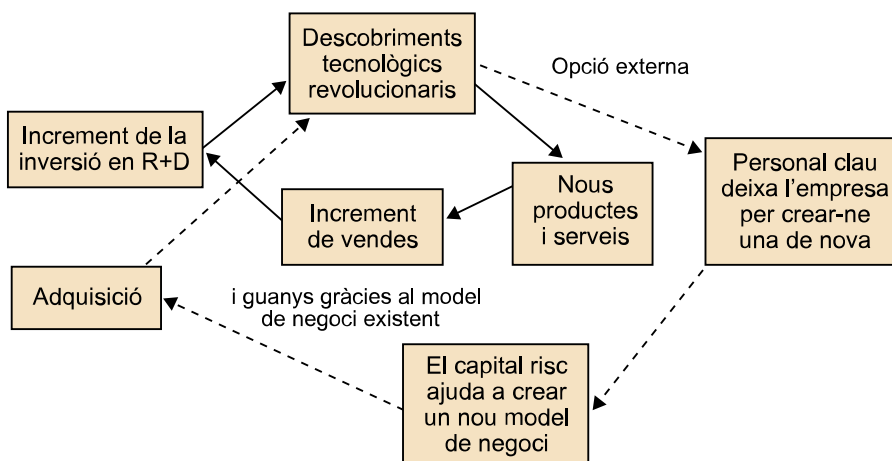 Descobriments
tecnològics
revolucionaris
Opció externa
Increment de la
inversió en R+D
Personal clau
deixa l’empresa
per crear-ne
una de nova
Nous
productes
i serveis
Increment
de vendes
Adquisició
i guanys gràcies al model
de negoci existent
El capital risc
ajuda a crear
un nou model
de negoci